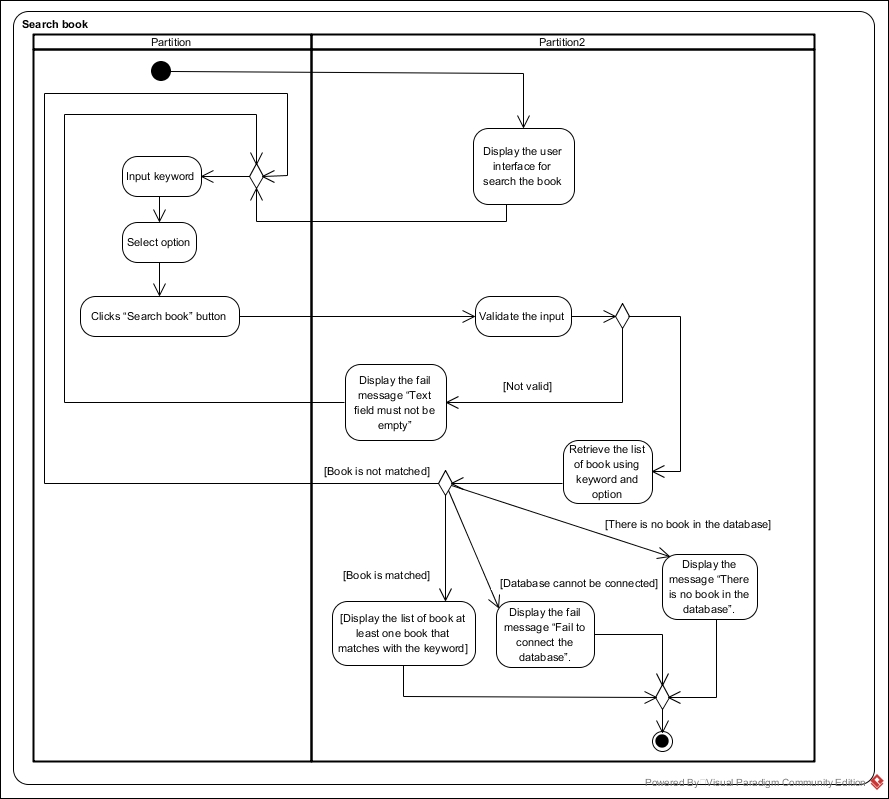 Search book
Partition
Partition2
Display the user
interface for
search the book
Input keyword
Select option
Clicks “Search book” button
Validate the input
[Not valid]
Display the fail
message “Text
field must not be
empty”
Retrieve the list
of book using
keyword and
option
[Book is not matched]
[There is no book in the database]
[Book is matched]
[Database cannot be connected]
Display the
message “There
is no book in the
database”.
[Display the list of book at
least one book that
matches with the keyword]
Display the fail
message “Fail to
connect the
database”.
Powered By Visual Paradigm Community Edition